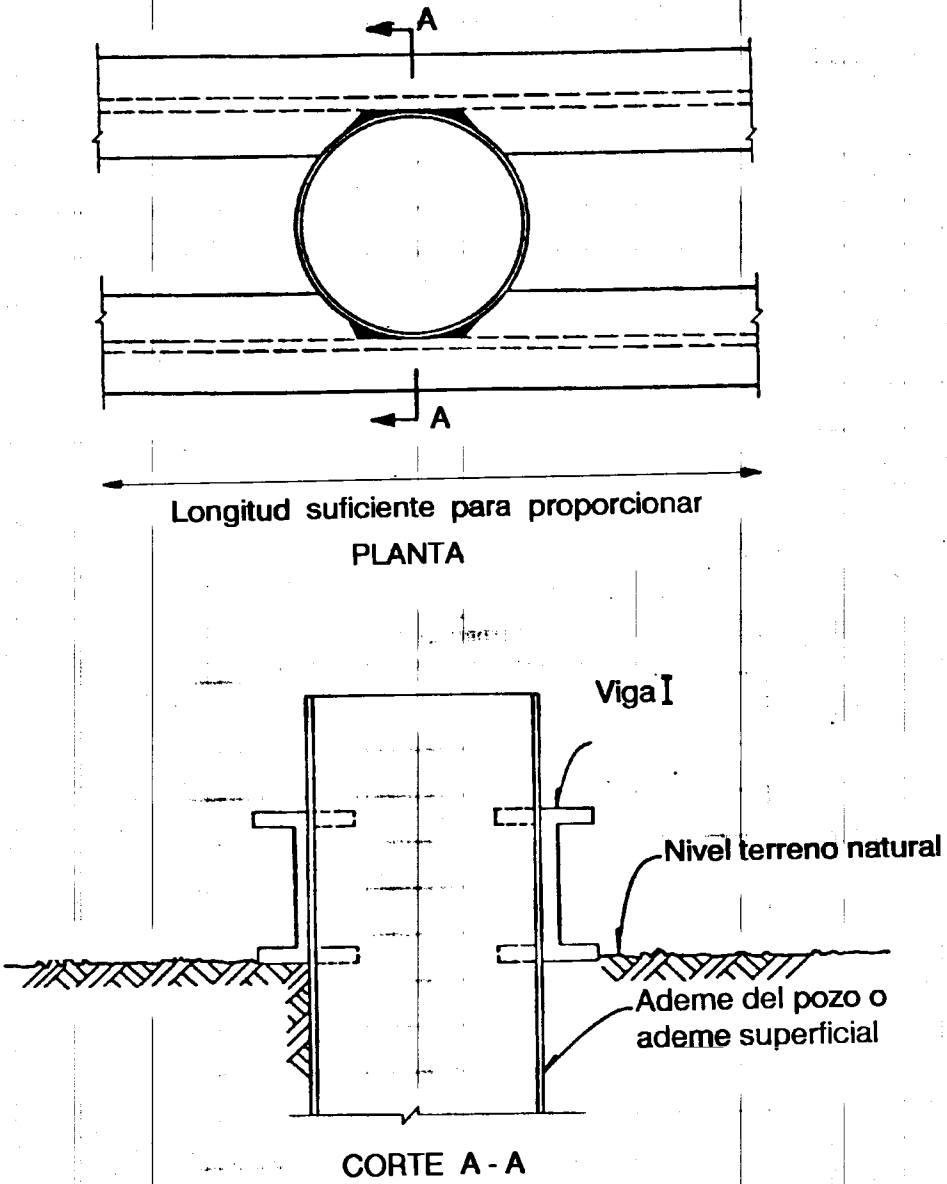 A
A
Longitud suficiente para proporcionar
PLANTA
Viga I
Nivel terreno natural
Ademe del pozo o
ademe superficial
CORTE A - A